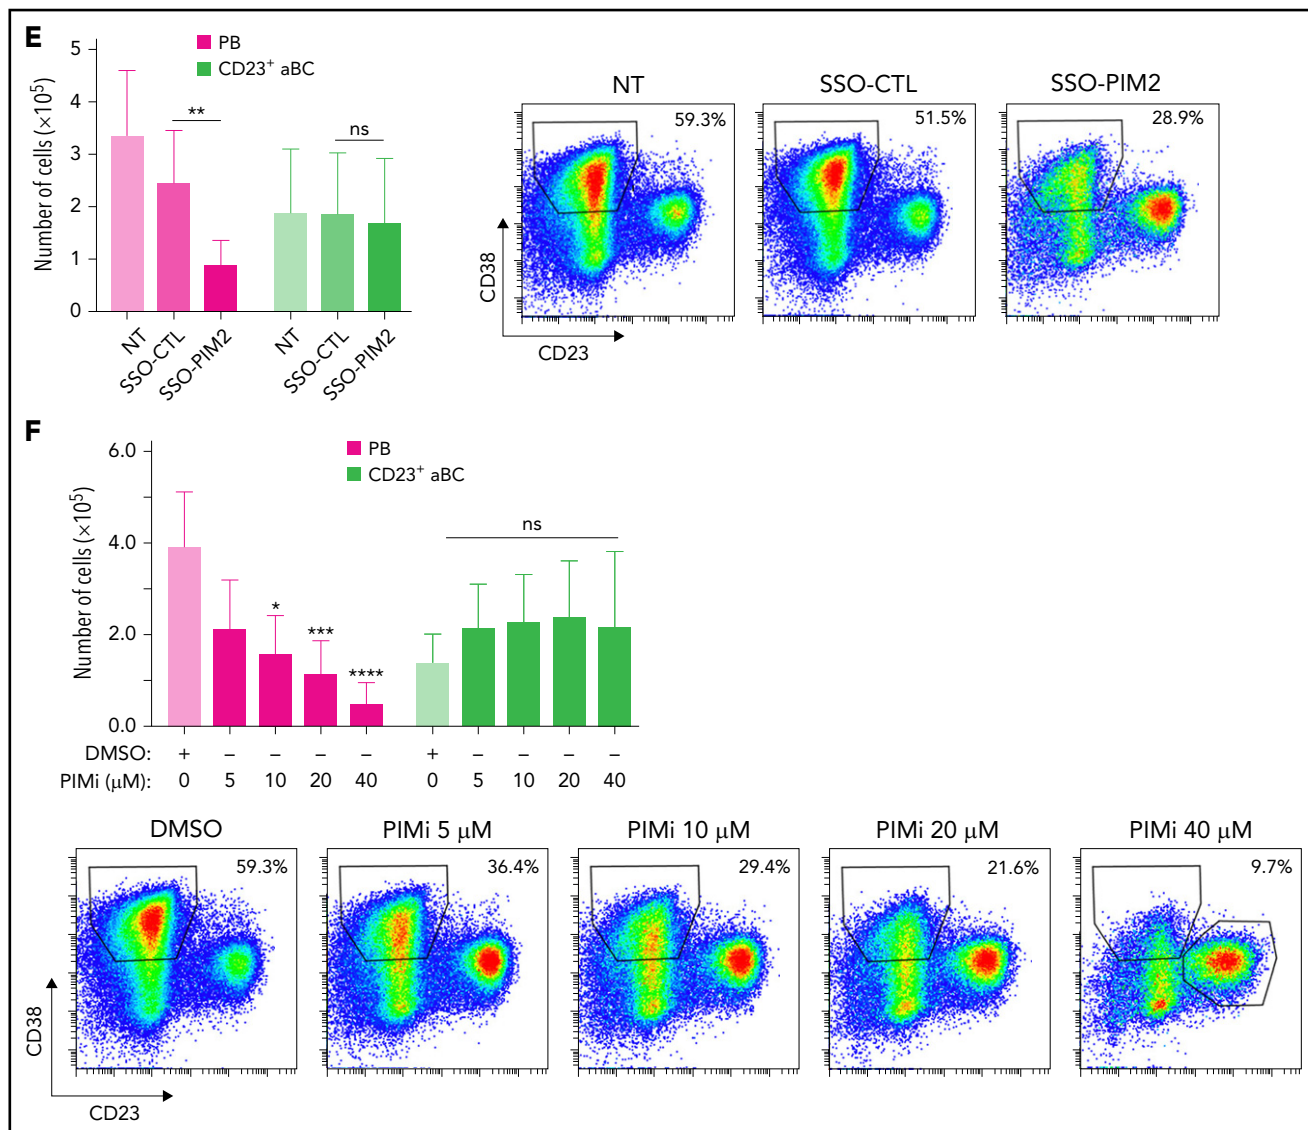 E
PB
CD23+ aBC
Number of cells (×10⁵)
5
4
3
2
1
0
**
ns
NT
SSO-CTL
SSO-PIM2
NT
SSO-CTL
SSO-PIM2
NT
SSO-CTL
SSO-PIM2
59.3%
51.5%
28.9%
CD38
CD23
F
PB
CD23+ aBC
Number of cells (×10⁵)
6.0
4.0
2.0
0.0
*
***
****
ns
DMSO: + – – – – + – – – –
PIMi (μM): 0 5 10 20 40 0 5 10 20 40
DMSO
PIMi 5 μM
PIMi 10 μM
PIMi 20 μM
PIMi 40 μM
59.3%
36.4%
29.4%
21.6%
9.7%
CD38
CD23